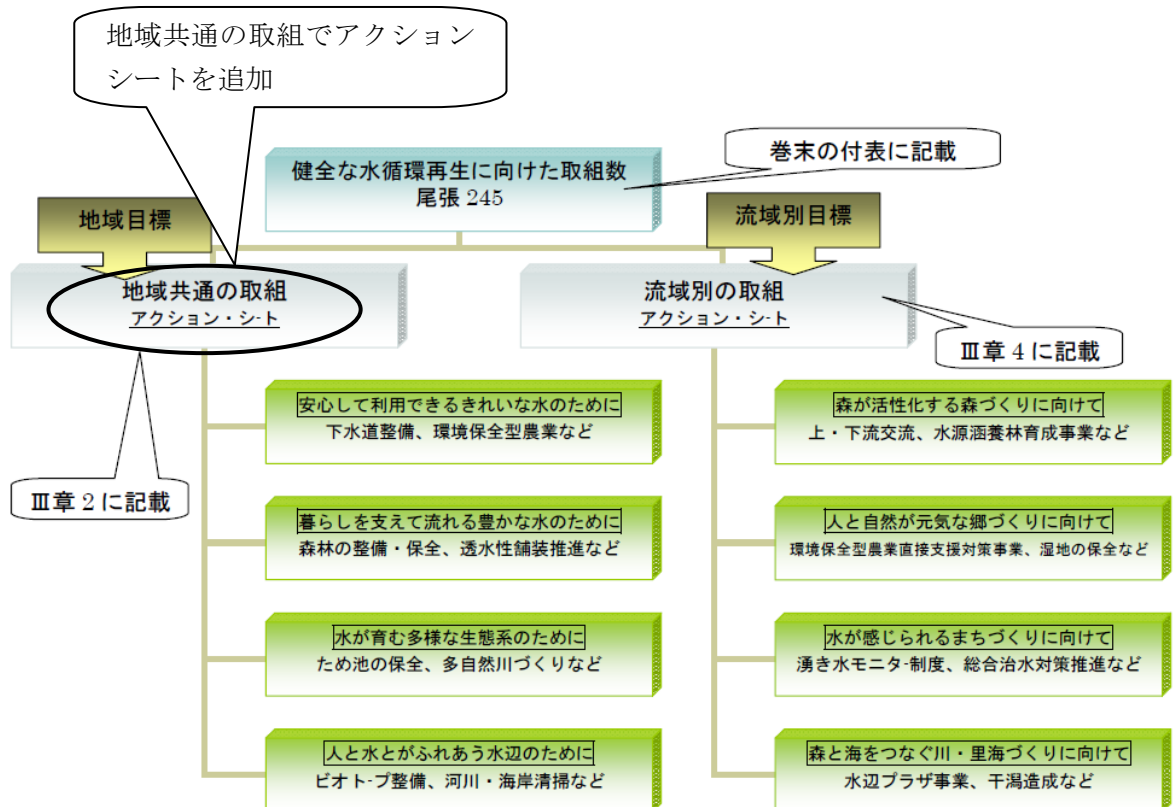 地域共通の取組でアクション
シートを追加
健全な水循環再生に向けた取組数
尾張 245
巻末の付表に記載
地域目標
流域別目標
地域共通の取組
アクション・シ-ト
流域別の取組
アクション・シ-ト
Ⅲ章 4 に記載
Ⅲ章 2 に記載
安心して利用できるきれいな水のために
下水道整備、環境保全型農業など
暮らしを支えて流れる豊かな水のために
森林の整備・保全、透水性舗装推進など
水が育む多様な生態系のために
ため池の保全、多自然川づくりなど
人と水とがふれあう水辺のために
ビオト-プ整備、河川・海岸清掃など
森が活性化する森づくりに向けて
上・下流交流、水源涵養林育成事業など
人と自然が元気な郷づくりに向けて
環境保全型農業直接支援対策事業、湿地の保全など
水が感じられるまちづくりに向けて
湧き水モニタ-制度、総合治水対策推進など
森と海をつなぐ川・里海づくりに向けて
水辺プラザ事業、干潟造成など